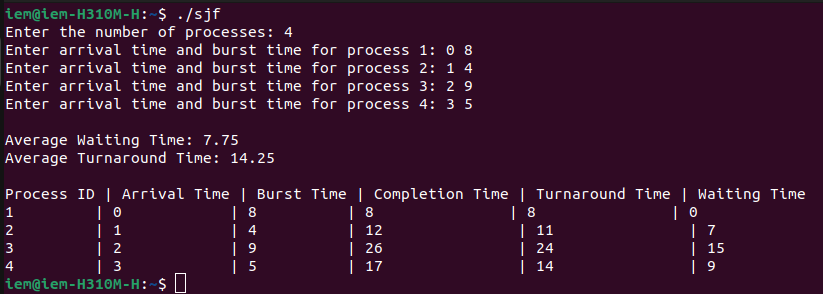 iem@iem-H310M-H:~$ ./sjf
Enter the number of processes: 4
Enter arrival time and burst time for process 1: 0 8
Enter arrival time and burst time for process 2: 1 4
Enter arrival time and burst time for process 3: 2 9
Enter arrival time and burst time for process 4: 3 5
Average Waiting Time: 7.75
Average Turnaround Time: 14.25
Process ID | Arrival Time | Burst Time | Completion Time | Turnaround Time | Waiting Time
1 | 0 | 8 | 8 | 8 | 0
2 | 1 | 4 | 12 | 11 | 7
3 | 2 | 9 | 26 | 24 | 15
4 | 3 | 5 | 17 | 14 | 9
iem@iem-H310M-H:~$